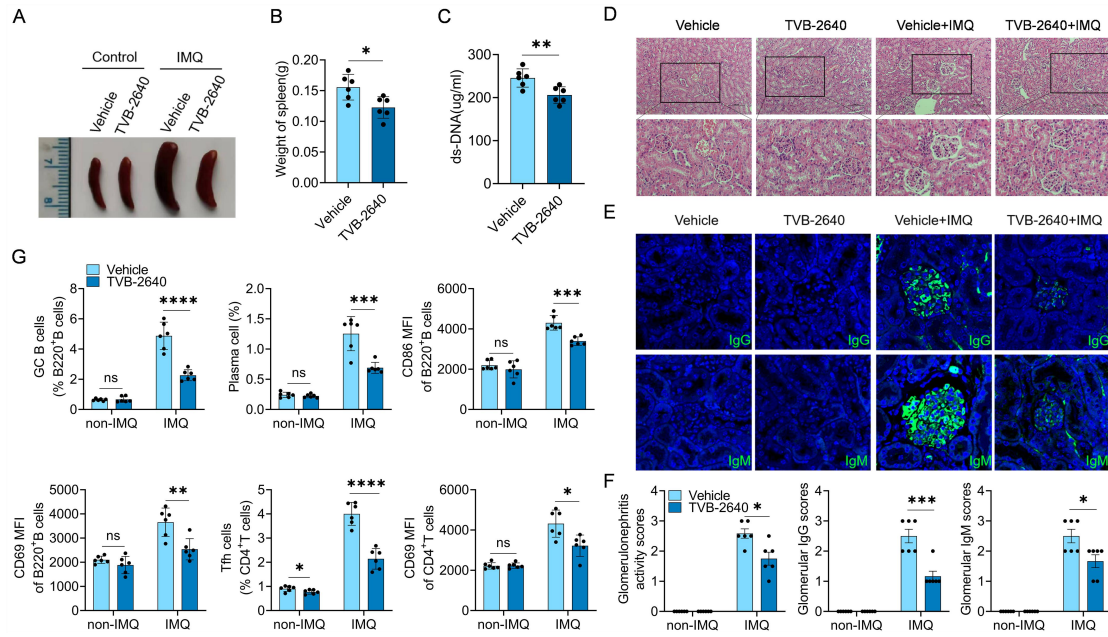 A
Control
IMQ
Vehicle
TVB-2640
Vehicle
TVB-2640
7
8
B
Weight of spleen(g)
0.20
0.15
0.10
0.05
0.00
*
Vehicle
TVB-2640
C
ds-DNA(ug/ml)
300
200
100
0
**
Vehicle
TVB-2640
D
Vehicle
TVB-2640
Vehicle+IMQ
TVB-2640+IMQ
E
Vehicle
TVB-2640
Vehicle+IMQ
TVB-2640+IMQ
IgG
IgG
IgG
IgG
IgM
IgM
IgM
IgM
G
Vehicle
TVB-2640
GC B cells
(% B220+B cells)
8
6
4
2
0
ns
****
non-IMQ
IMQ
Plasma cell (%)
2.0
1.5
1.0
0.5
0.0
ns
***
non-IMQ
IMQ
CD86 MFI
of B220+B cells
6000
4000
2000
0
ns
***
non-IMQ
IMQ
CD69 MFI
of B220+B cells
5000
4000
3000
2000
1000
0
ns
**
non-IMQ
IMQ
Tfh cells
(% CD4+T cells)
5
4
3
2
1
0
*
****
non-IMQ
IMQ
CD69 MFI
of CD4+T cells
6000
4000
2000
0
ns
*
non-IMQ
IMQ
F
Vehicle
TVB-2640
Glomerulonephritis
activity scores
4
3
2
1
0
*
non-IMQ
IMQ
Glomerular IgG scores
4
3
2
1
0
***
non-IMQ
IMQ
Glomerular IgM scores
4
3
2
1
0
*
non-IMQ
IMQ